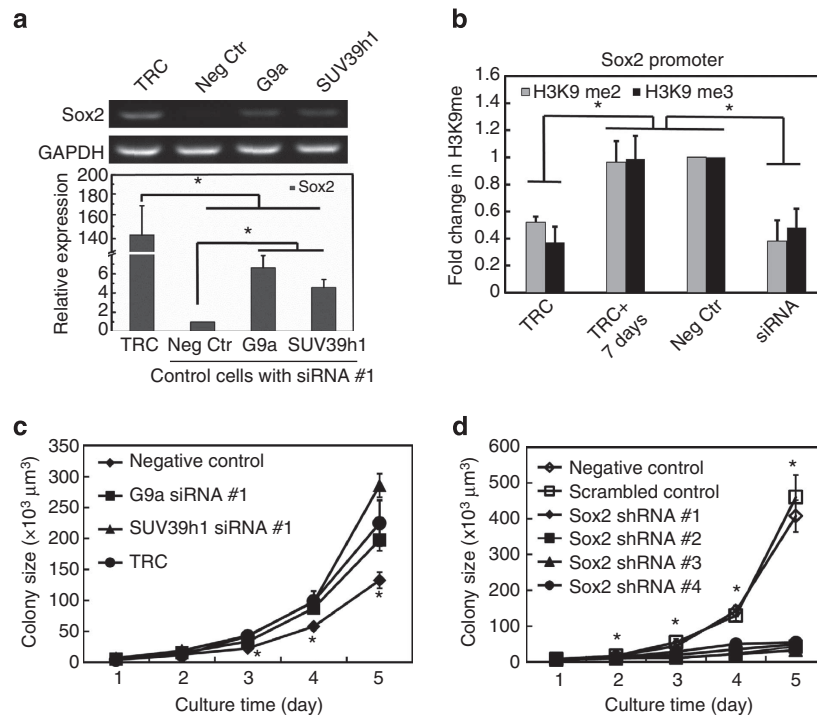 a
TRC
Neg Ctr
G9a
SUV39h1
Sox2
GAPDH
Relative expression
200
180
160
140
6
4
2
0
*
*
Sox2
TRC
Neg Ctr
G9a
SUV39h1
Control cells with siRNA #1
b
Sox2 promoter
Fold change in H3K9me
1.6
1.4
1.2
1
0.8
0.6
0.4
0.2
0
H3K9 me2
H3K9 me3
*
*
TRC
TRC+
7 days
Neg Ctr
siRNA
c
Colony size (×10³ μm³)
350
300
250
200
150
100
50
0
Negative control
G9a siRNA #1
SUV39h1 siRNA #1
TRC
*
*
*
1
2
3
4
5
Culture time (day)
d
Colony size (x10³ μm³)
600
500
400
300
200
100
0
Negative control
Scrambled control
Sox2 shRNA #1
Sox2 shRNA #2
Sox2 shRNA #3
Sox2 shRNA #4
*
*
*
*
1
2
3
4
5
Culture time (day)